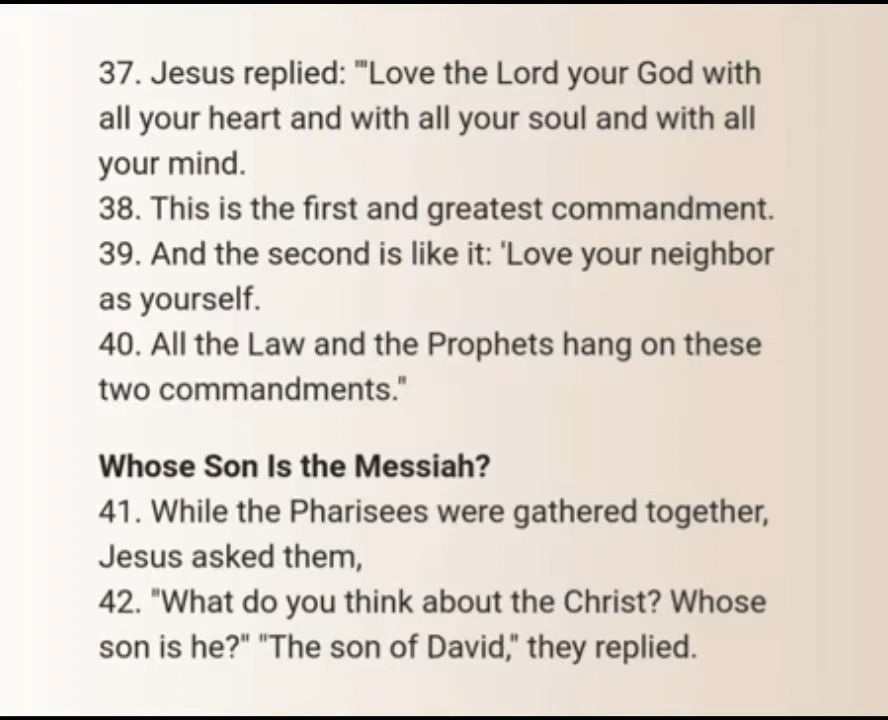 37. Jesus replied: "'Love the Lord your God with
all your heart and with all your soul and with all
your mind.
38. This is the first and greatest commandment.
39. And the second is like it: 'Love your neighbor
as yourself.
40. All the Law and the Prophets hang on these
two commandments."
Whose Son Is the Messiah?
41. While the Pharisees were gathered together,
Jesus asked them,
42. "What do you think about the Christ? Whose
son is he?" "The son of David," they replied.